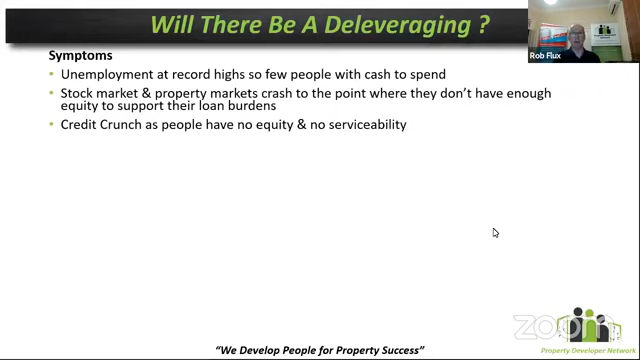 Will There Be A Deleveraging ?
Rob Flux
Symptoms
• Unemployment at record highs so few people with cash to spend
• Stock market & property markets crash to the point where they don't have enough
equity to support their loan burdens
• Credit Crunch as people have no equity & no serviceability
zoom
Property Developer Network
"We Develop People for Property Success"